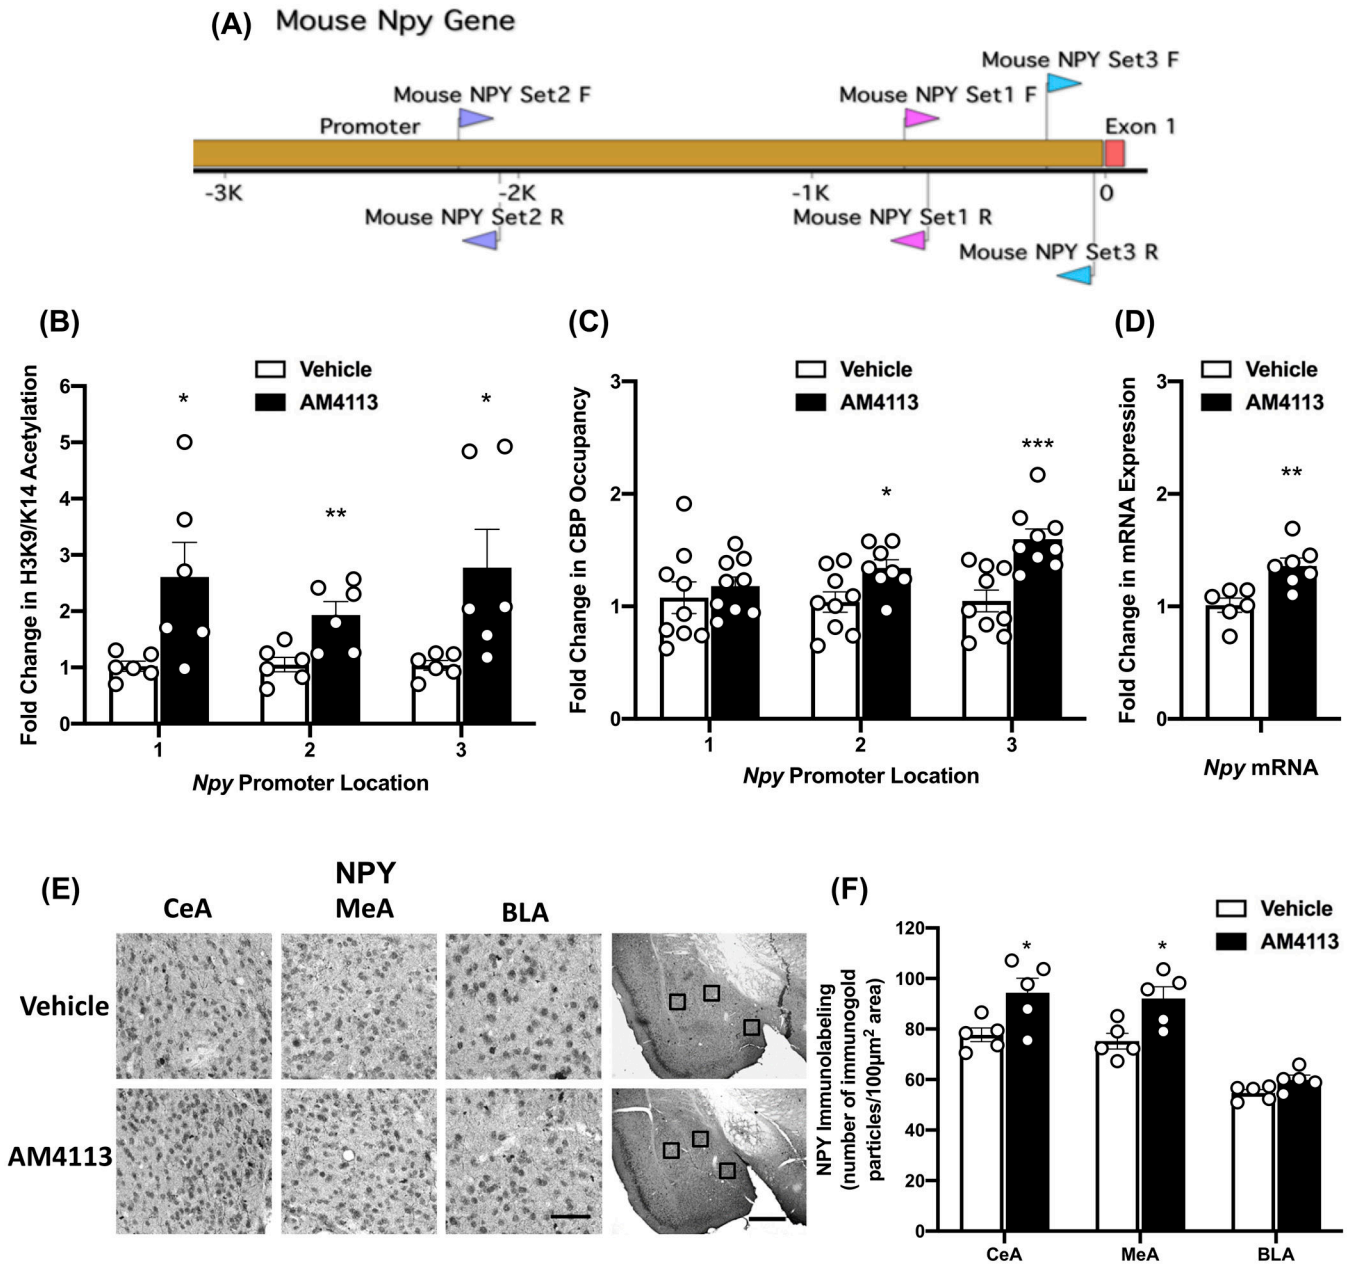 (A) Mouse Npy Gene
Mouse NPY Set3 F
Mouse NPY Set2 F
Mouse NPY Set1 F
Promoter
Exon 1
-3K
-2K
-1K
0
Mouse NPY Set2 R
Mouse NPY Set1 R
Mouse NPY Set3 R
(B)
Vehicle
AM4113
Fold Change in H3K9/K14 Acetylation
6
5
4
3
2
1
0
*
**
*
1
2
3
Npy Promoter Location
(C)
Vehicle
AM4113
Fold Change in CBP Occupancy
3
2
1
0
*
***
1
2
3
Npy Promoter Location
(D)
Vehicle
AM4113
Fold Change in mRNA Expression
3
2
1
0
**
Npy mRNA
(E)
NPY
CeA
MeA
BLA
Vehicle
AM4113
(F)
Vehicle
AM4113
NPY Immunolabeling
(number of immunogold
particles/100µm² area)
120
100
80
60
40
20
0
*
*
CeA
MeA
BLA